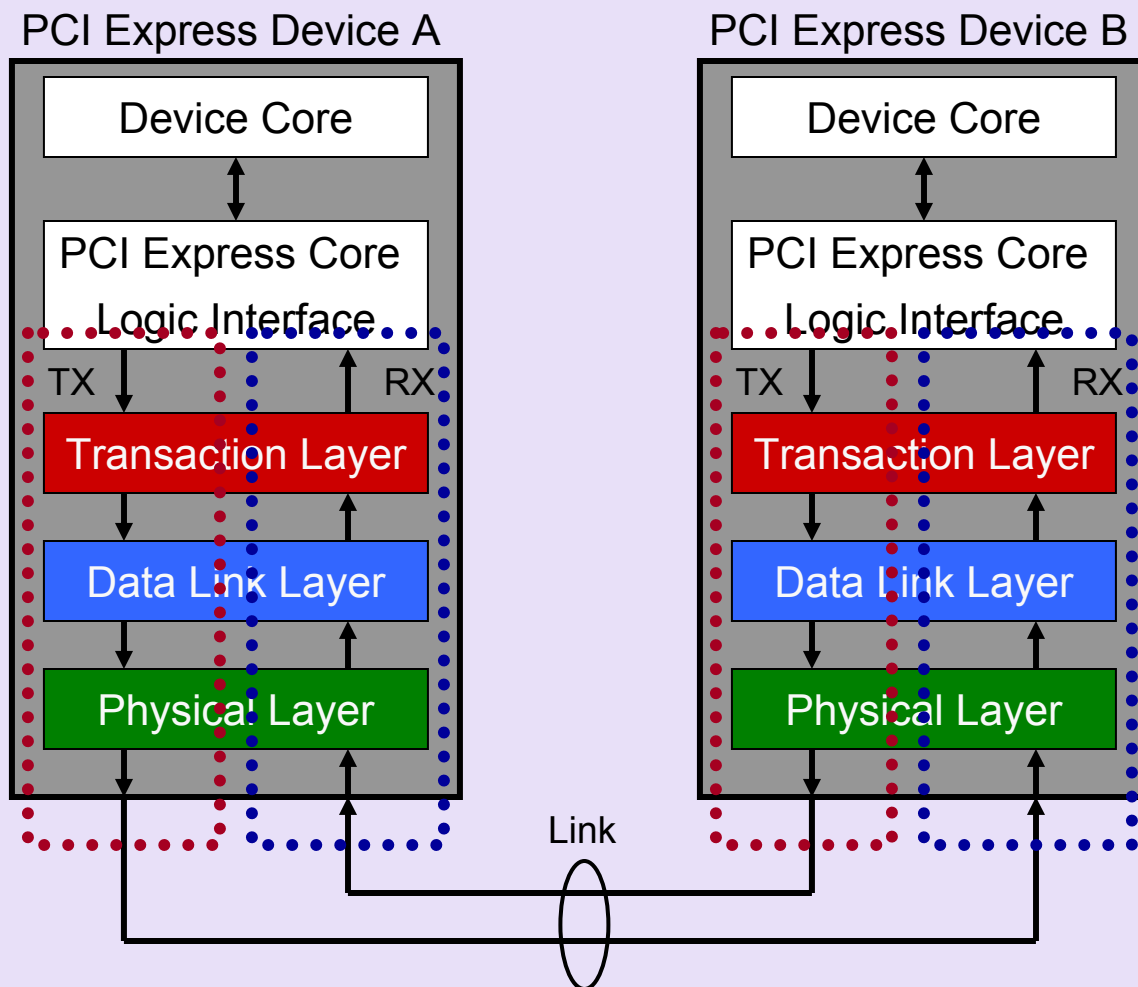 PCI Express Device A
Device Core
PCI Express Core
Logic Interface
TX
RX
Transaction Layer
Data Link Layer
Physical Layer
PCI Express Device B
Device Core
PCI Express Core
Logic Interface
TX
RX
Transaction Layer
Data Link Layer
Physical Layer
Link